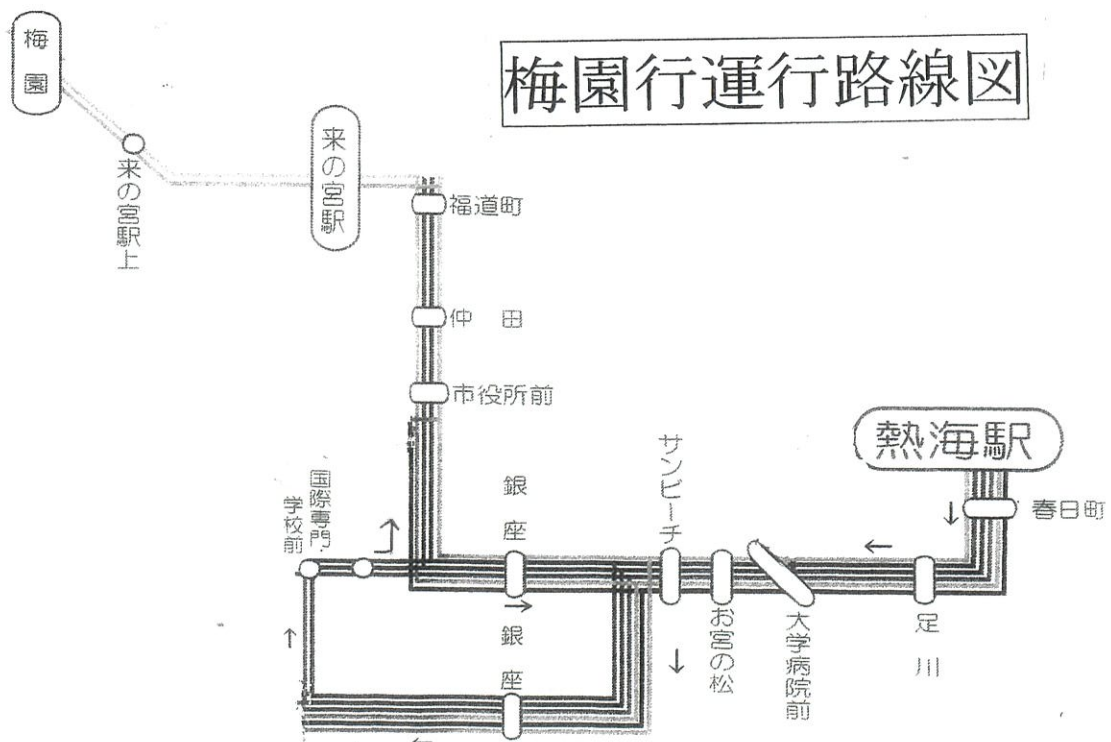 梅園行運行路線図
梅園
来の宮駅上
来の宮駅
福道町
仲田
市役所前
熱海駅
春日町
足川
大学病院前
お宮の松
サンビーチ
銀座
銀座
国際専門
学校前